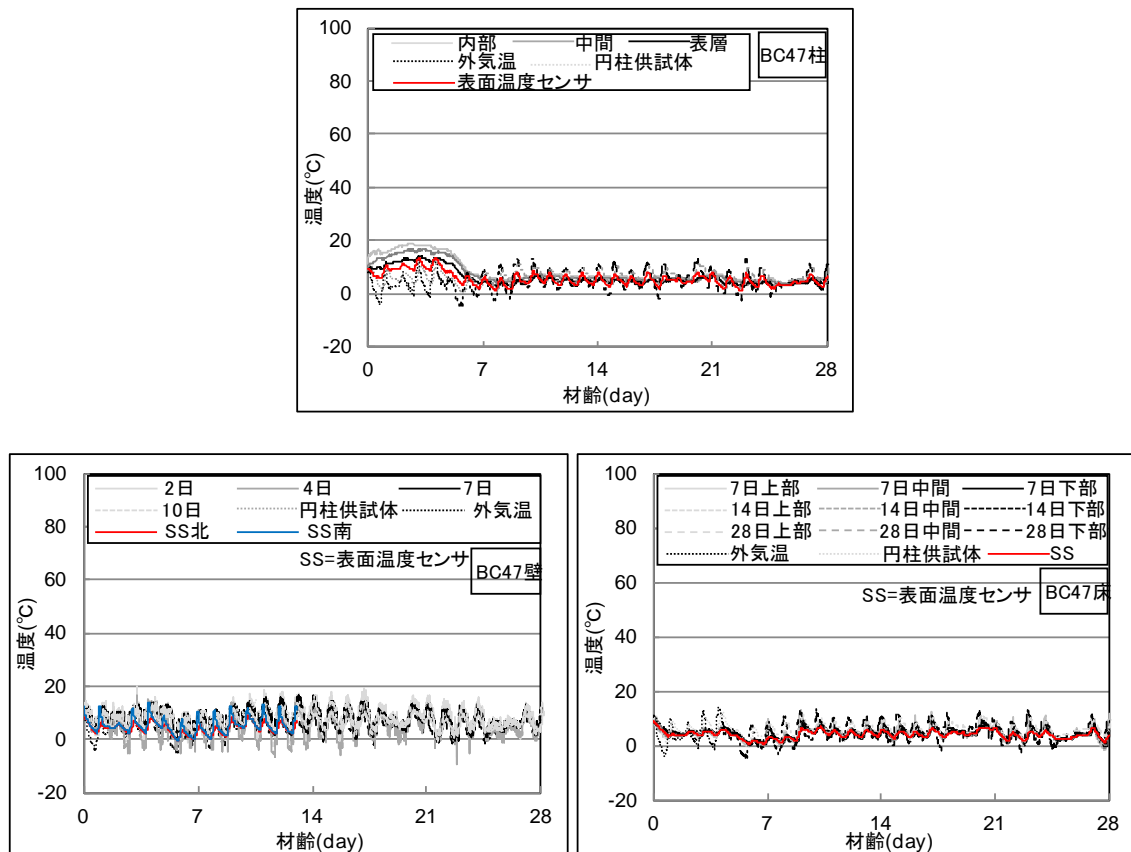 100
80
60
40
20
0
-20
温度(℃)
内部 中間 表層
外気温 円柱供試体
表面温度センサ
BC47柱
0 7 14 21 28
材齢(day)
100
80
60
40
20
0
-20
温度(℃)
2日 4日 7日
10日 円柱供試体 外気温
SS北 SS南
SS=表面温度センサ
BC47壁
0 7 14 21 28
材齢(day)
100
80
60
40
20
0
-20
温度(℃)
7日上部 7日中間 7日下部
14日上部 14日中間 14日下部
28日上部 28日中間 28日下部
外気温 円柱供試体 SS
SS=表面温度センサ
BC47床
0 7 14 21 28
材齢(day)